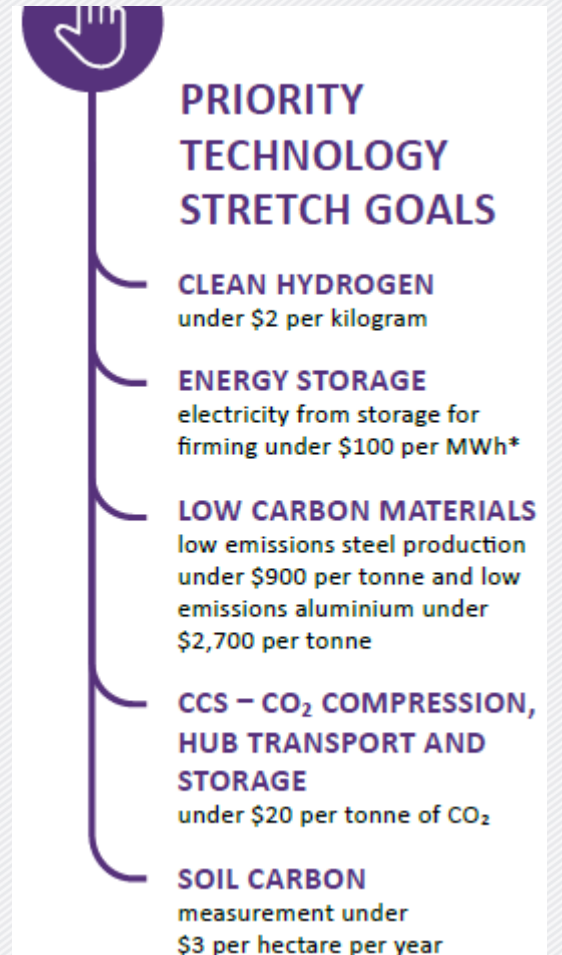 PRIORITY
TECHNOLOGY
STRETCH GOALS
CLEAN HYDROGEN
under $2 per kilogram
ENERGY STORAGE
electricity from storage for
firming under $100 per MWh*
LOW CARBON MATERIALS
low emissions steel production
under $900 per tonne and low
emissions aluminium under
$2,700 per tonne
CCS – CO₂ COMPRESSION,
HUB TRANSPORT AND
STORAGE
under $20 per tonne of CO₂
SOIL CARBON
measurement under
$3 per hectare per year